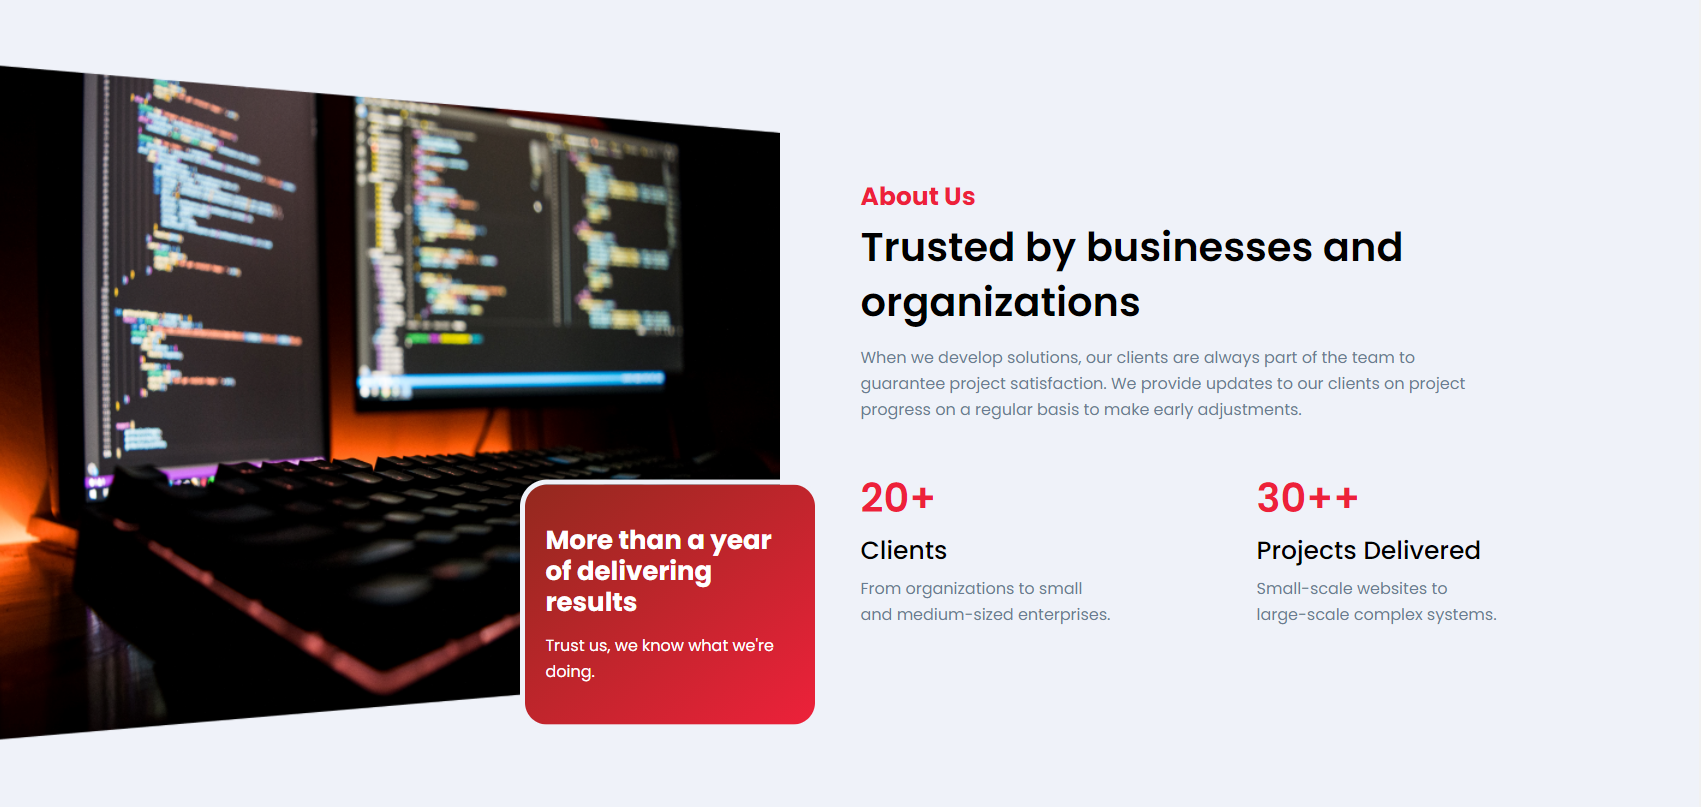 About Us
Trusted by businesses and
organizations
When we develop solutions, our clients are always part of the team to
guarantee project satisfaction. We provide updates to our clients on project
progress on a regular basis to make early adjustments.
20+
Clients
From organizations to small
and medium-sized enterprises.
30++
Projects Delivered
Small-scale websites to
large-scale complex systems.
More than a year
of delivering
results
Trust us, we know what we're
doing.